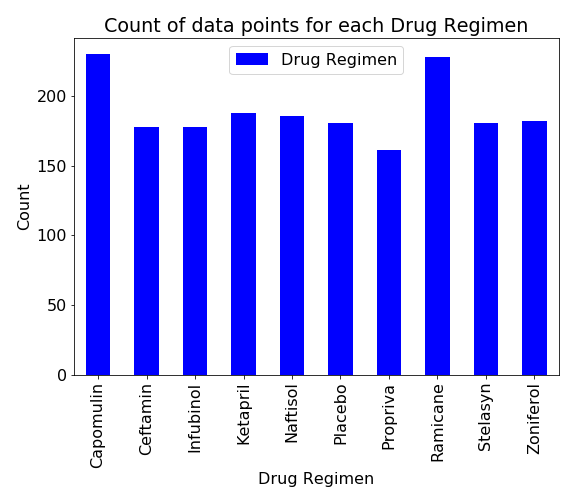 Count of data points for each Drug Regimen
Drug Regimen
200
150
100
50
0
Count
Capomulin
Ceftamin
Infubinol
Ketapril
Naftisol
Placebo
Propriva
Ramicane
Stelasyn
Zoniferol
Drug Regimen